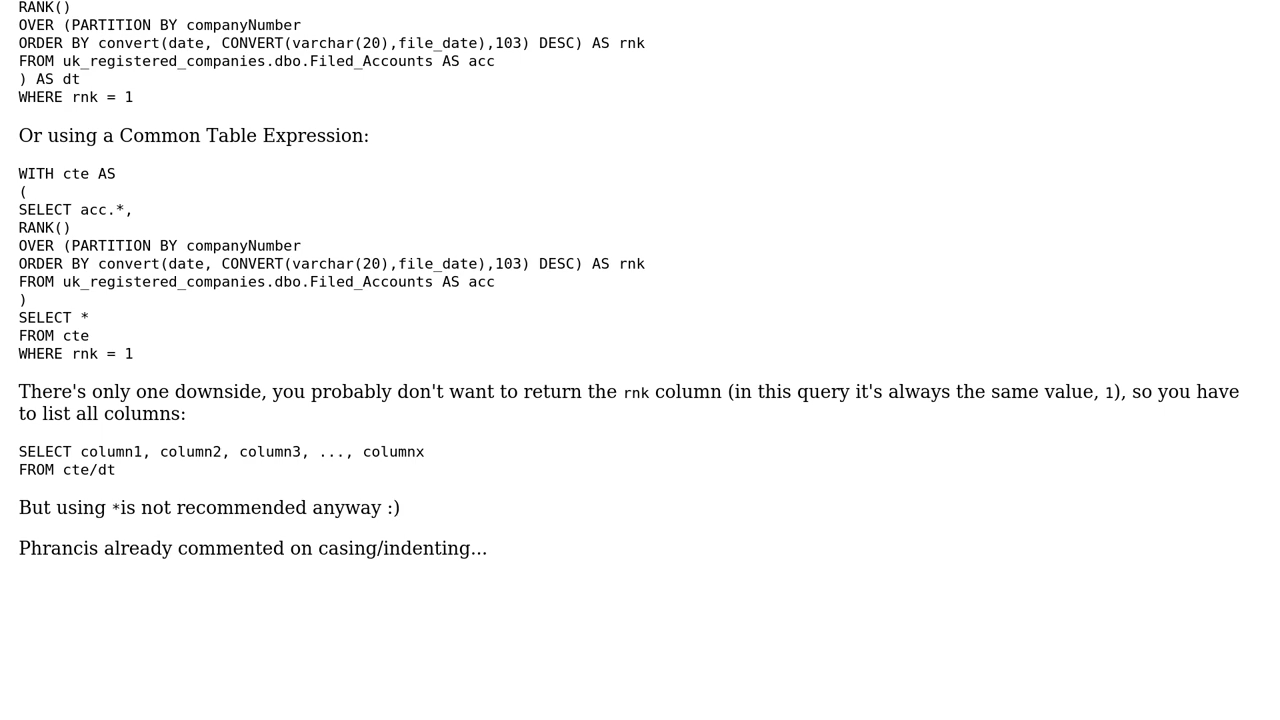 RANK()
OVER (PARTITION BY companyNumber
ORDER BY convert(date, CONVERT(varchar(20),file_date),103) DESC) AS rnk
FROM uk_registered_companies.dbo.Filed_Accounts AS acc
) AS dt
WHERE rnk = 1
Or using a Common Table Expression:
WITH cte AS
(
SELECT acc.*,
RANK()
OVER (PARTITION BY companyNumber
ORDER BY convert(date, CONVERT(varchar(20),file_date),103) DESC) AS rnk
FROM uk_registered_companies.dbo.Filed_Accounts AS acc
)
SELECT *
FROM cte
WHERE rnk = 1
There's only one downside, you probably don't want to return the rnk column (in this query it's always the same value, 1), so you have
to list all columns:
SELECT column1, column2, column3, ..., columnx
FROM cte/dt
But using *is not recommended anyway :)
Phrancis already commented on casing/indenting...